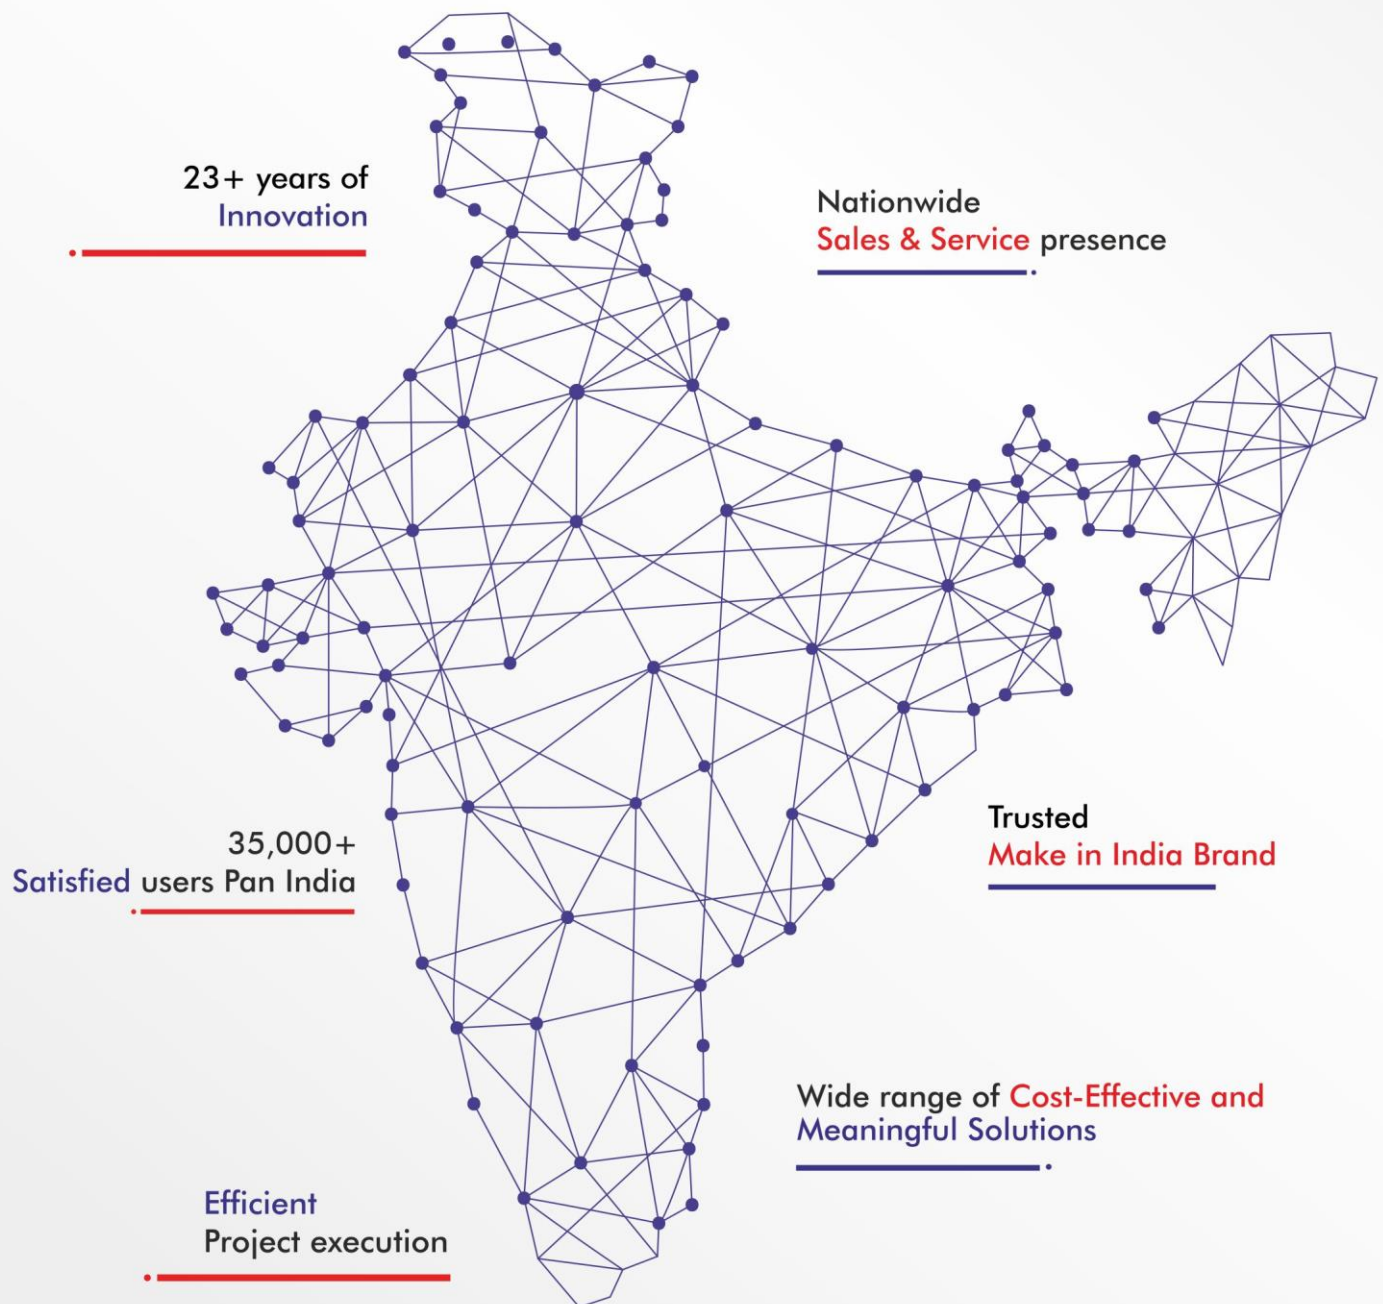 23+ years of
Innovation
Nationwide
Sales & Service presence
35,000+
Satisfied users Pan India
Trusted
Make in India Brand
Wide range of Cost-Effective and
Meaningful Solutions
Efficient
Project execution